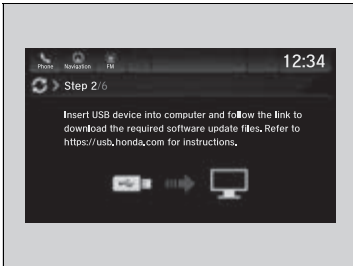 12:34
Phone Navigation FM
Step 2/6
Insert USB device into computer and follow the link to
download the required software update files. Refer to
https://usb.honda.com for instructions.